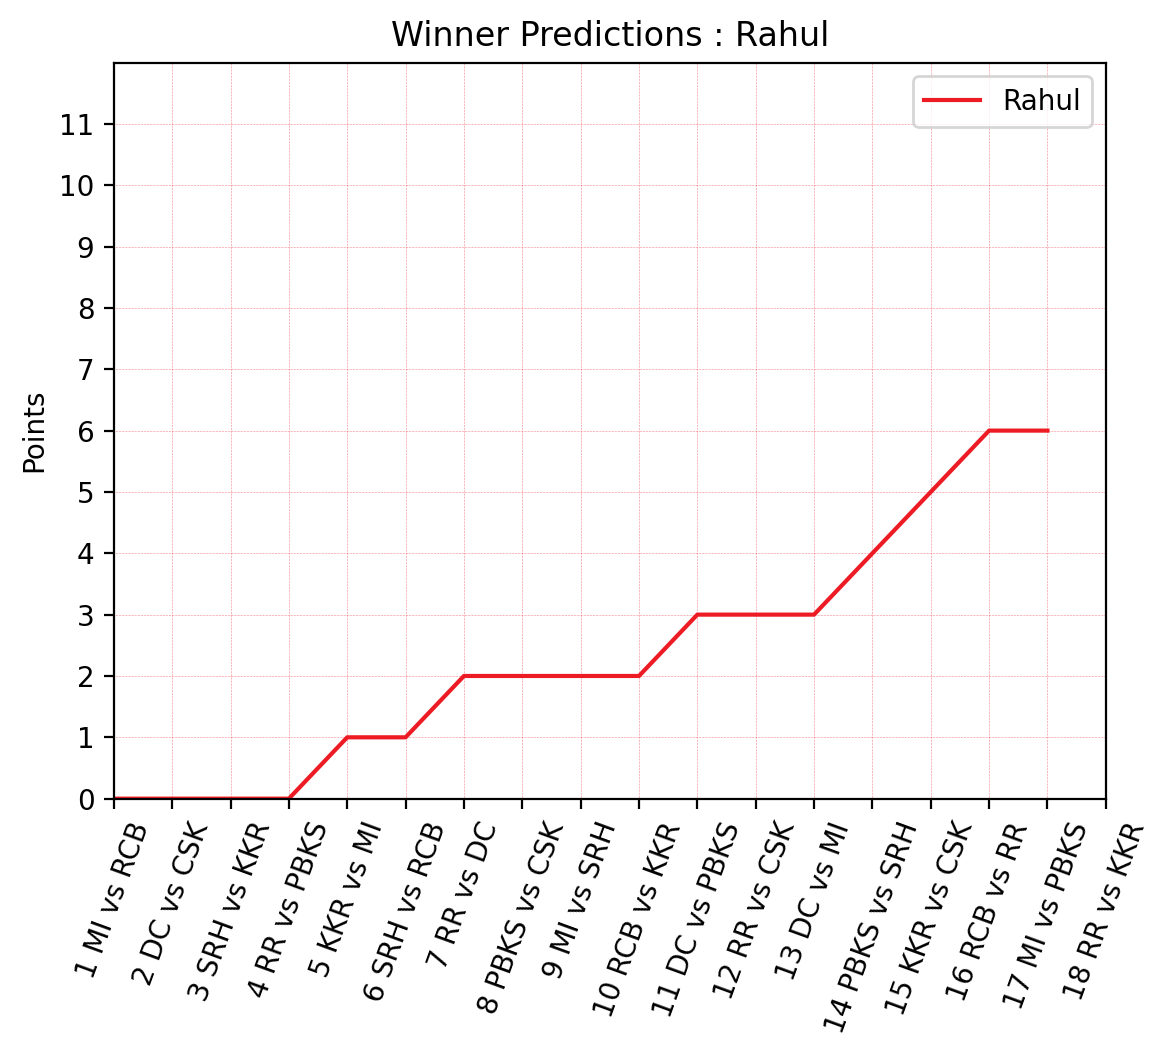 Winner Predictions : Rahul
Rahul
Points
11
10
9
8
7
6
5
4
3
2
1
0
1 MI vs RCB
2 DC vs CSK
3 SRH vs KKR
4 RR vs PBKS
5 KKR vs MI
6 SRH vs RCB
7 RR vs DC
8 PBKS vs CSK
9 MI vs SRH
10 RCB vs KKR
11 DC vs PBKS
12 RR vs CSK
13 DC vs MI
14 PBKS vs SRH
15 KKR vs CSK
16 RCB vs RR
17 MI vs PBKS
18 RR vs KKR